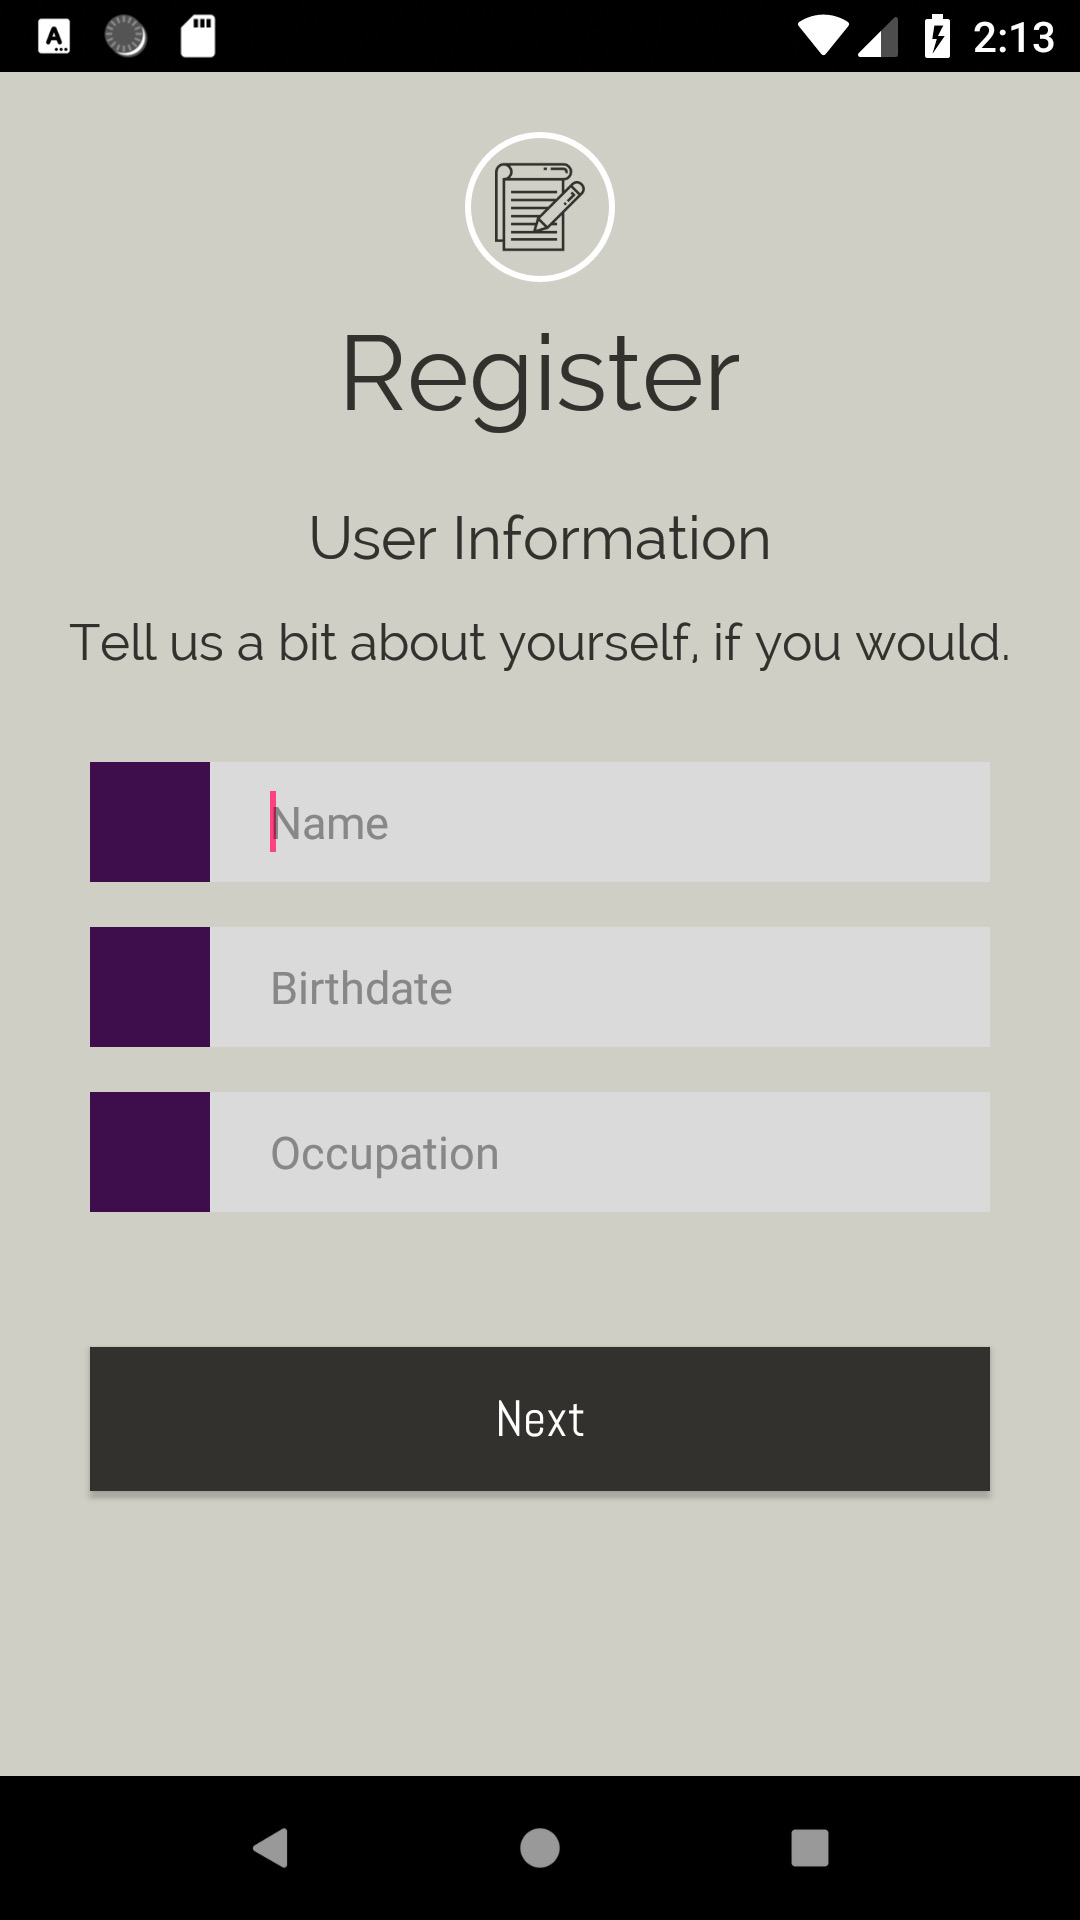 A 2:13
Register
User Information
Tell us a bit about yourself, if you would.
Name
Birthdate
Occupation
Next